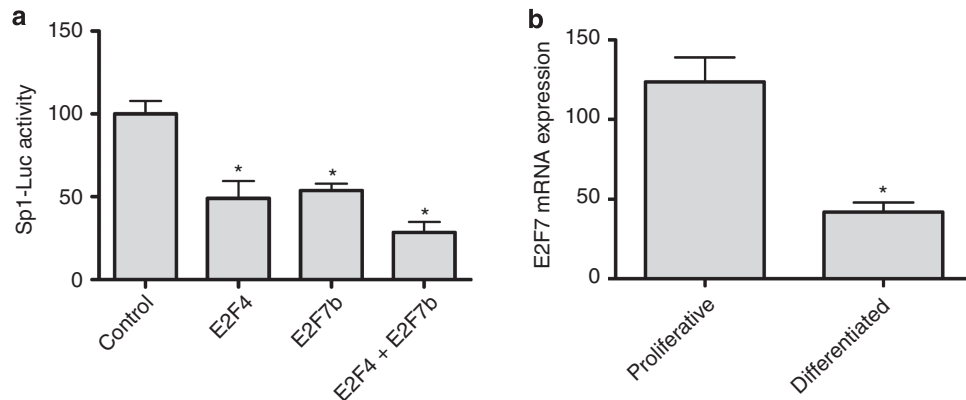 a
150
100
50
0
Sp1-Luc activity
*
*
*
Control
E2F4
E2F7b
E2F4 + E2F7b
b
150
100
50
0
E2F7 mRNA expression
*
Proliferative
Differentiated